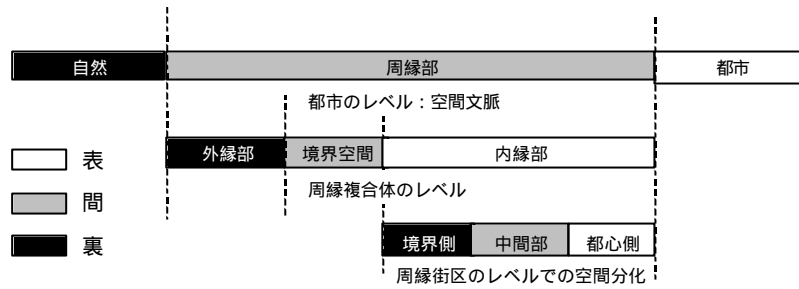 自然 周縁部 都市
都市のレベル：空間文脈
外縁部 境界空間 内縁部
表
周縁複合体のレベル
間
境界側 中間部 都心側
裏
周縁街区のレベルでの空間分化